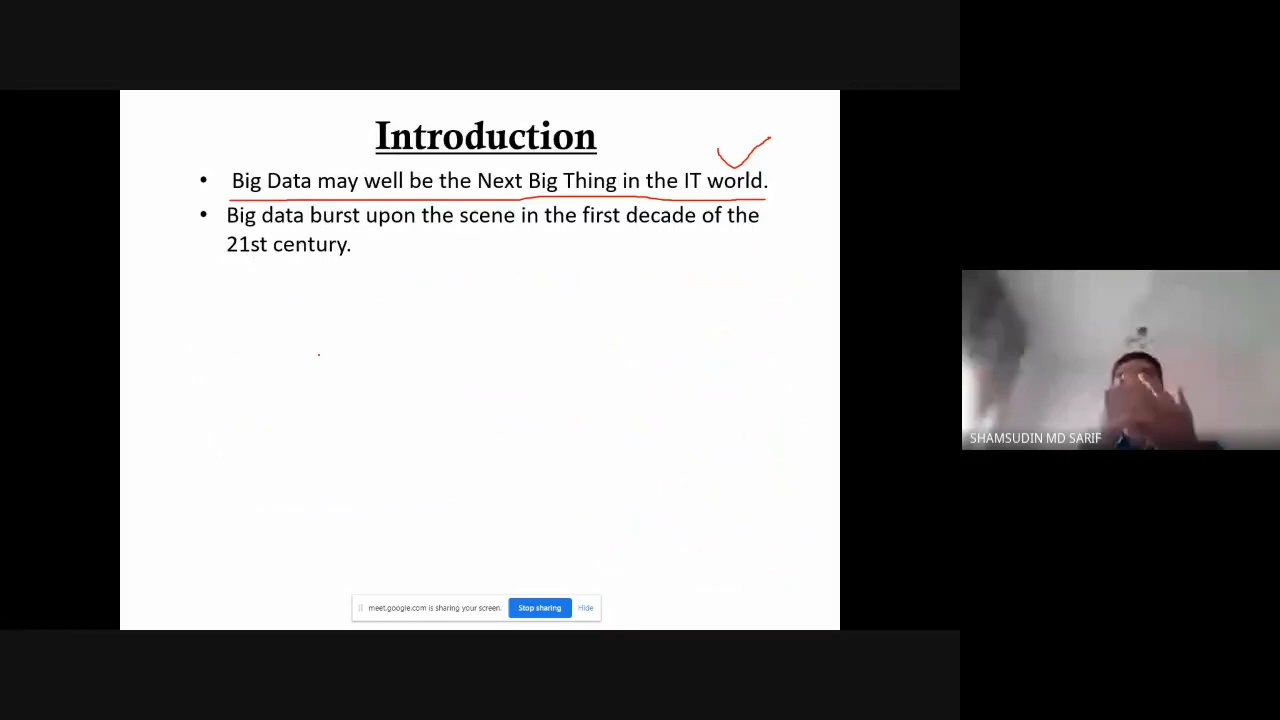 Introduction
• Big Data may well be the Next Big Thing in the IT world.
• Big data burst upon the scene in the first decade of the
21st century.
SHAMSUDIN MD SARIF
meet.google.com is sharing your screen. Stop sharing Hide